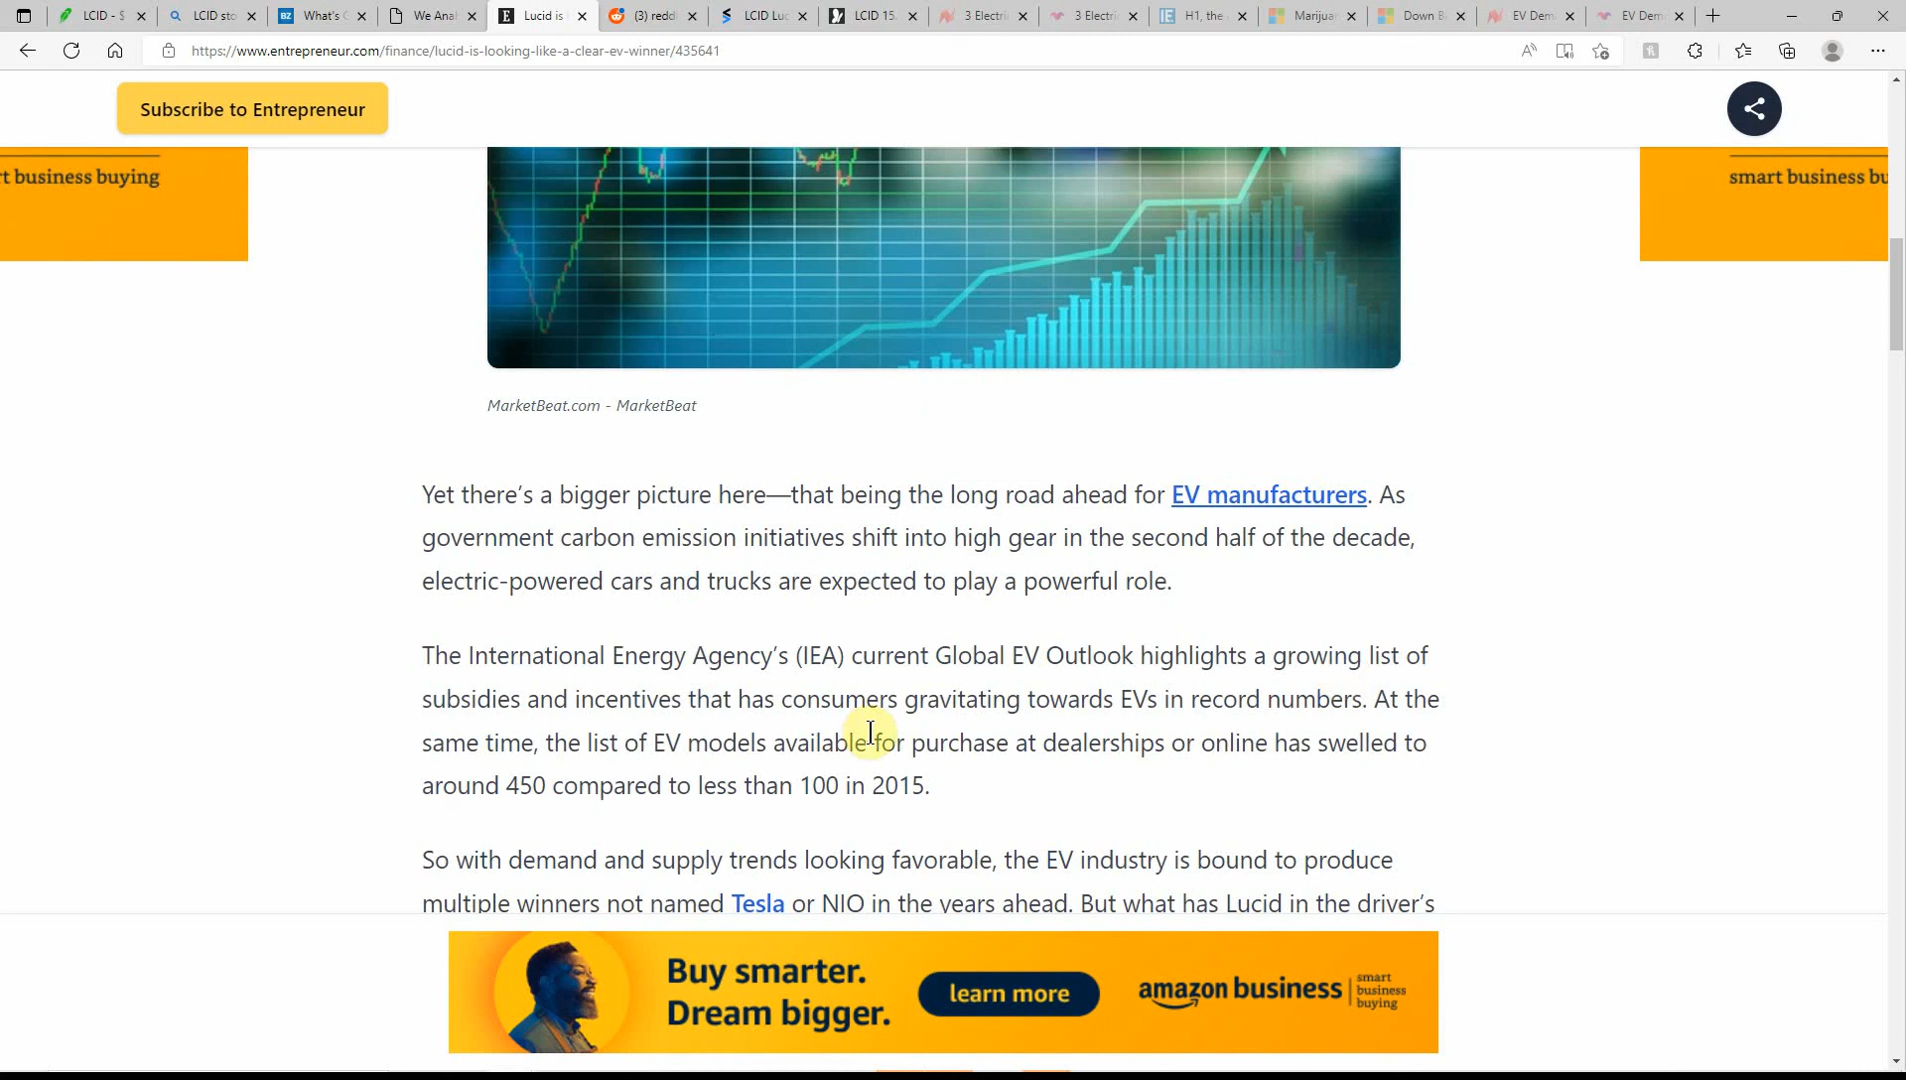 LCID - $
LCID sto
What's G
We Anal
Lucid is
(3) reddi
LCID Luc
LCID 15.
3 Electri
3 Electri
H1, the
Marijuan
Down B
EV Dem
EV Dem
https://www.entrepreneur.com/finance/lucid-is-looking-like-a-clear-ev-winner/435641
Subscribe to Entrepreneur
rt business buying
smart business bu
MarketBeat.com - MarketBeat
Yet there's a bigger picture here—that being the long road ahead for EV manufacturers. As
government carbon emission initiatives shift into high gear in the second half of the decade,
electric-powered cars and trucks are expected to play a powerful role.
The International Energy Agency's (IEA) current Global EV Outlook highlights a growing list of
subsidies and incentives that has consumers gravitating towards EVs in record numbers. At the
same time, the list of EV models available for purchase at dealerships or online has swelled to
around 450 compared to less than 100 in 2015.
So with demand and supply trends looking favorable, the EV industry is bound to produce
multiple winners not named Tesla or NIO in the years ahead. But what has Lucid in the driver's
Buy smarter.
Dream bigger.
learn more
amazon business
smart
business
buying